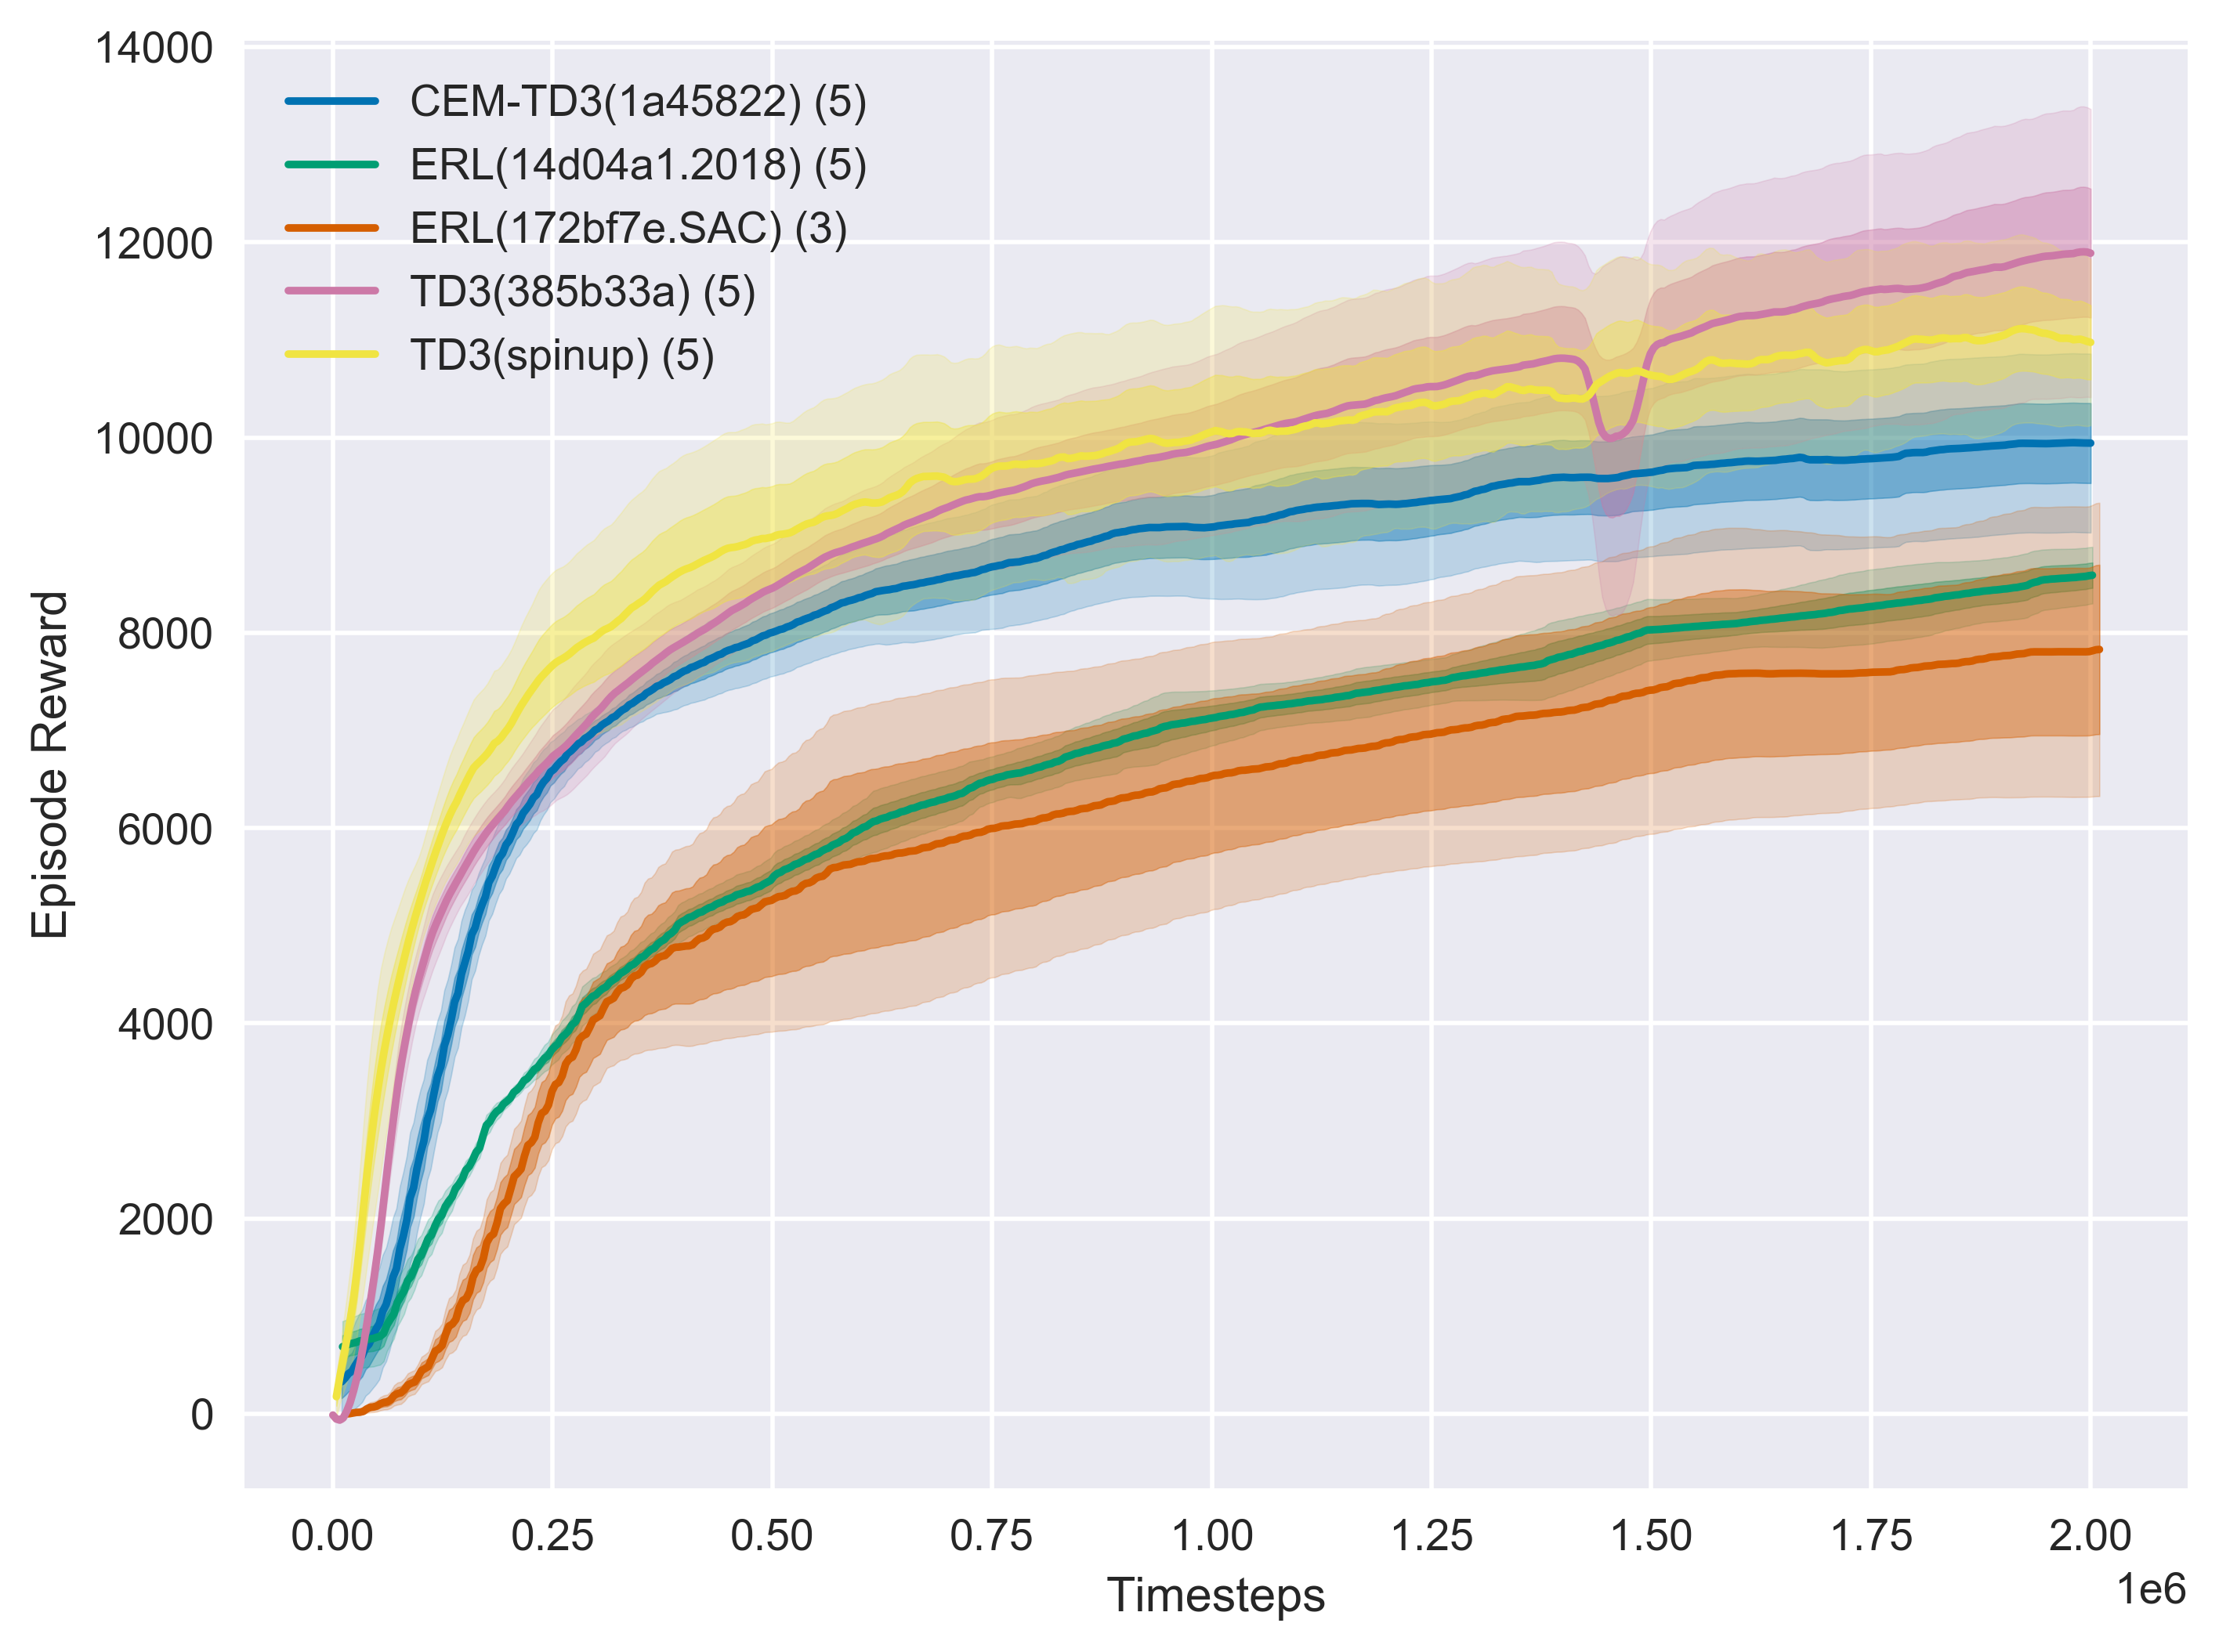 14000
12000
10000
8000
6000
4000
2000
0
Episode Reward
CEM-TD3(1a45822) (5)
ERL(14d04a1.2018) (5)
ERL(172bf7e.SAC) (3)
TD3(385b33a) (5)
TD3(spinup) (5)
0.00 0.25 0.50 0.75 1.00 1.25 1.50 1.75 2.00
1e6
Timesteps